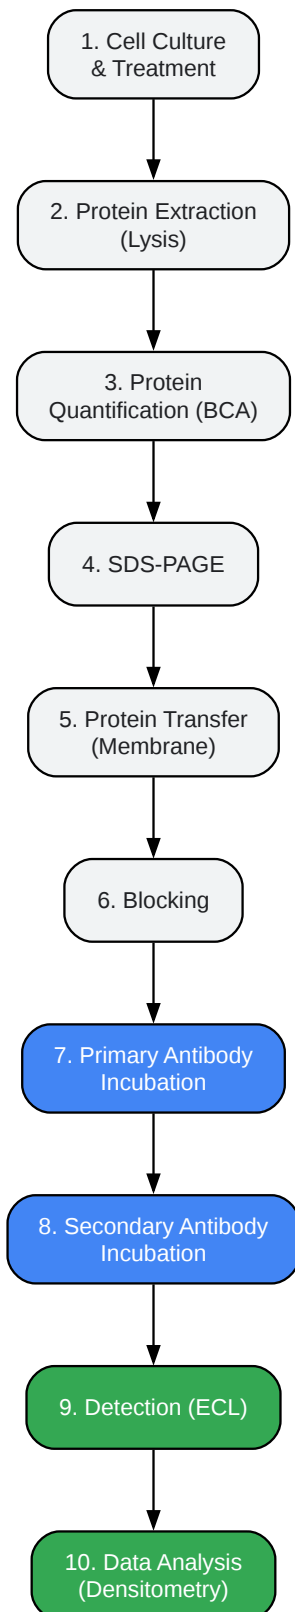 1. Cell Culture
& Treatment
2. Protein Extraction
(Lysis)
3. Protein
Quantification (BCA)
4. SDS-PAGE
5. Protein Transfer
(Membrane)
6. Blocking
7. Primary Antibody
Incubation
8. Secondary Antibody
Incubation
9. Detection (ECL)
10. Data Analysis
(Densitometry)